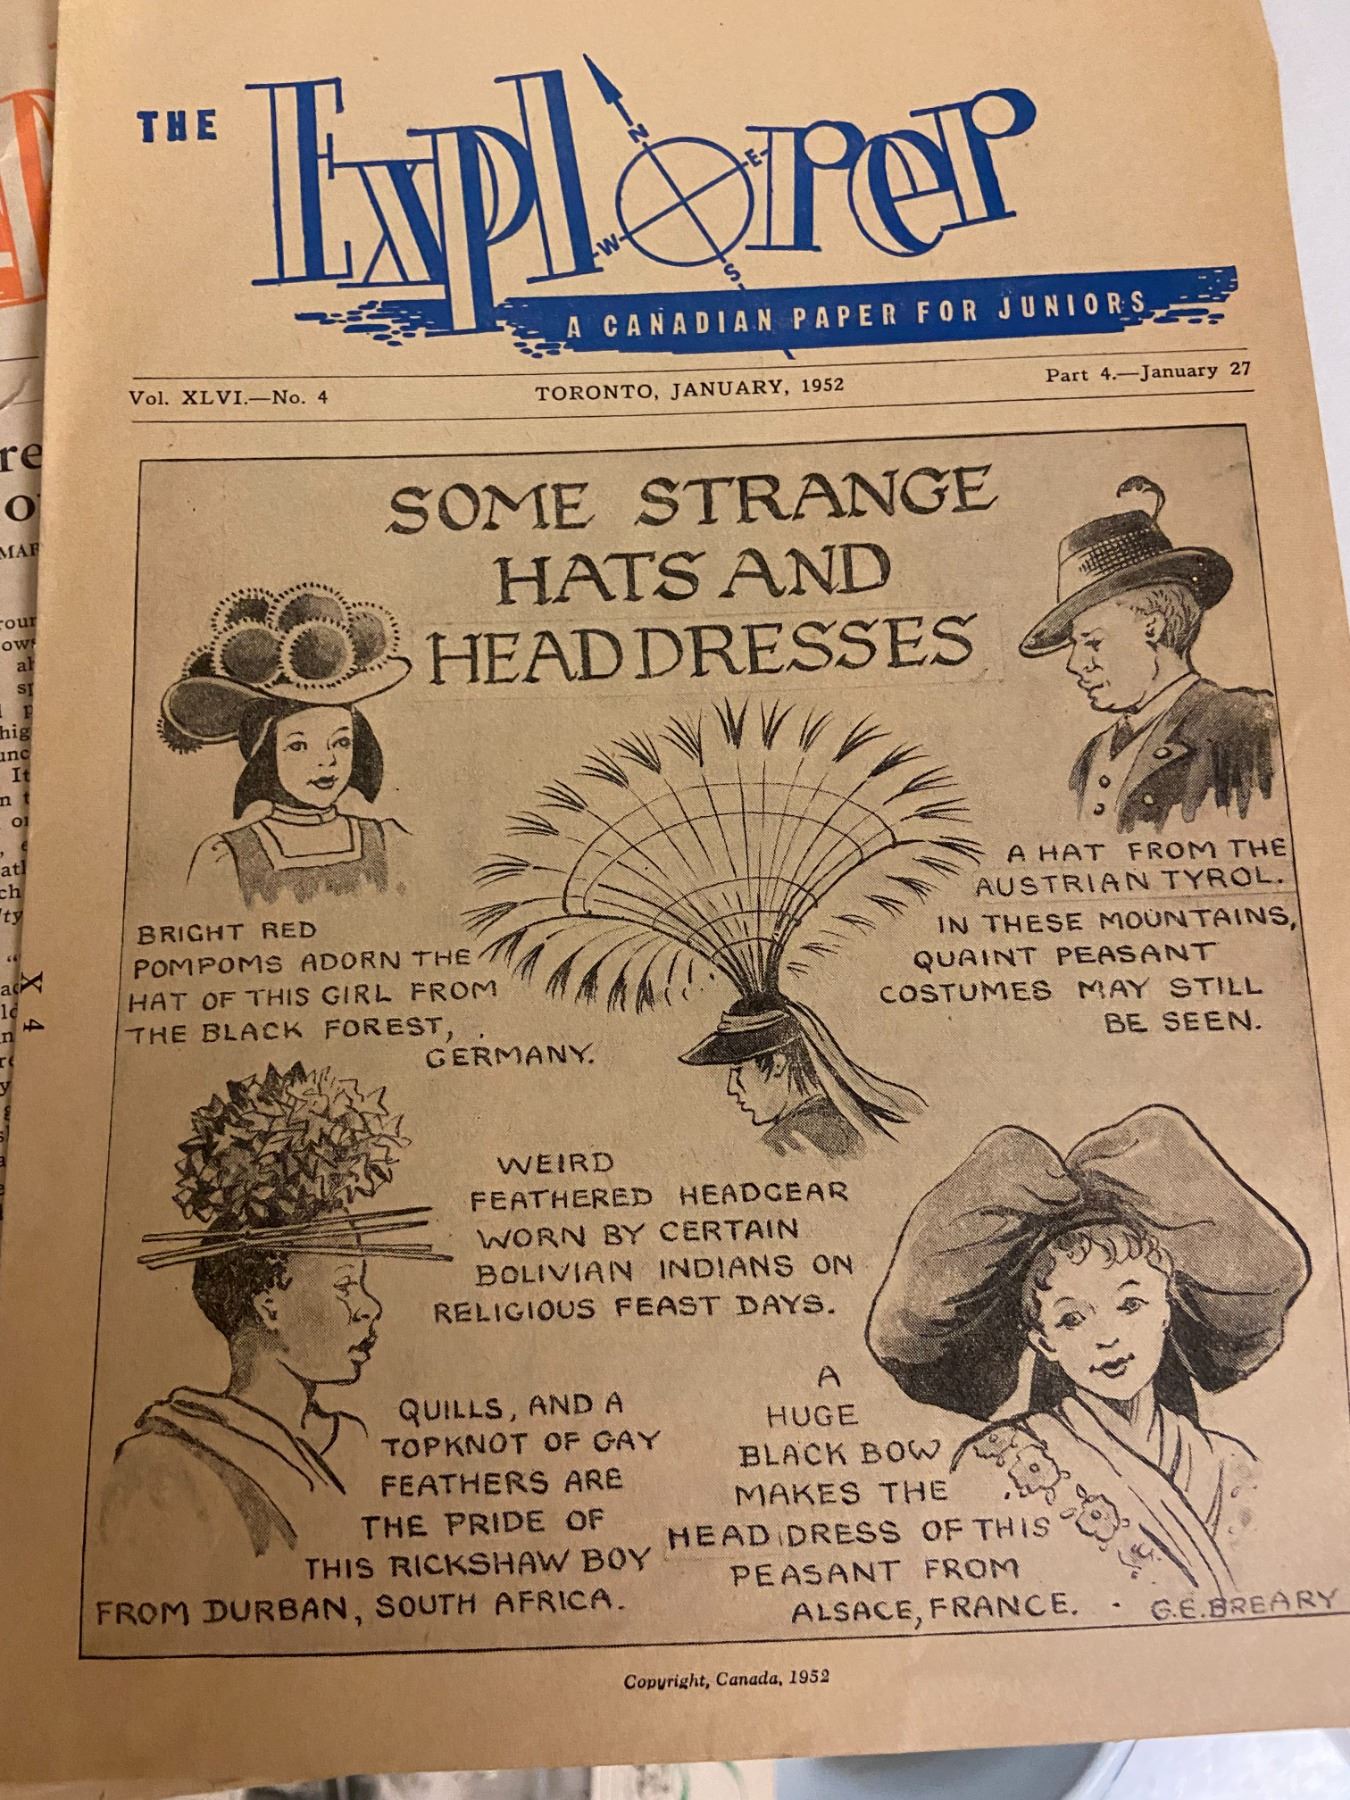 THE Explorer
N
E
W
S
A CANADIAN PAPER FOR JUNIORS
Vol. XLVI.—No. 4
TORONTO, JANUARY, 1952
Part 4.—January 27
SOME STRANGE
HATS AND
HEADDRESSES
A HAT FROM THE
AUSTRIAN TYROL.
IN THESE MOUNTAINS,
QUAINT PEASANT
COSTUMES MAY STILL
BE SEEN.
BRIGHT RED
POMPOMS ADORN THE
HAT OF THIS GIRL FROM
THE BLACK FOREST,
GERMANY.
WEIRD
FEATHERED HEADGEAR
WORN BY CERTAIN
BOLIVIAN INDIANS ON
RELIGIOUS FEAST DAYS.
QUILLS, AND A
TOPKNOT OF GAY
FEATHERS ARE
THE PRIDE OF
THIS RICKSHAW BOY
FROM DURBAN, SOUTH AFRICA.
A
HUGE
BLACK BOW
MAKES THE
HEADDRESS OF THIS
PEASANT FROM
ALSACE, FRANCE.
G.E. BREARY
Copyright, Canada, 1952
X 4